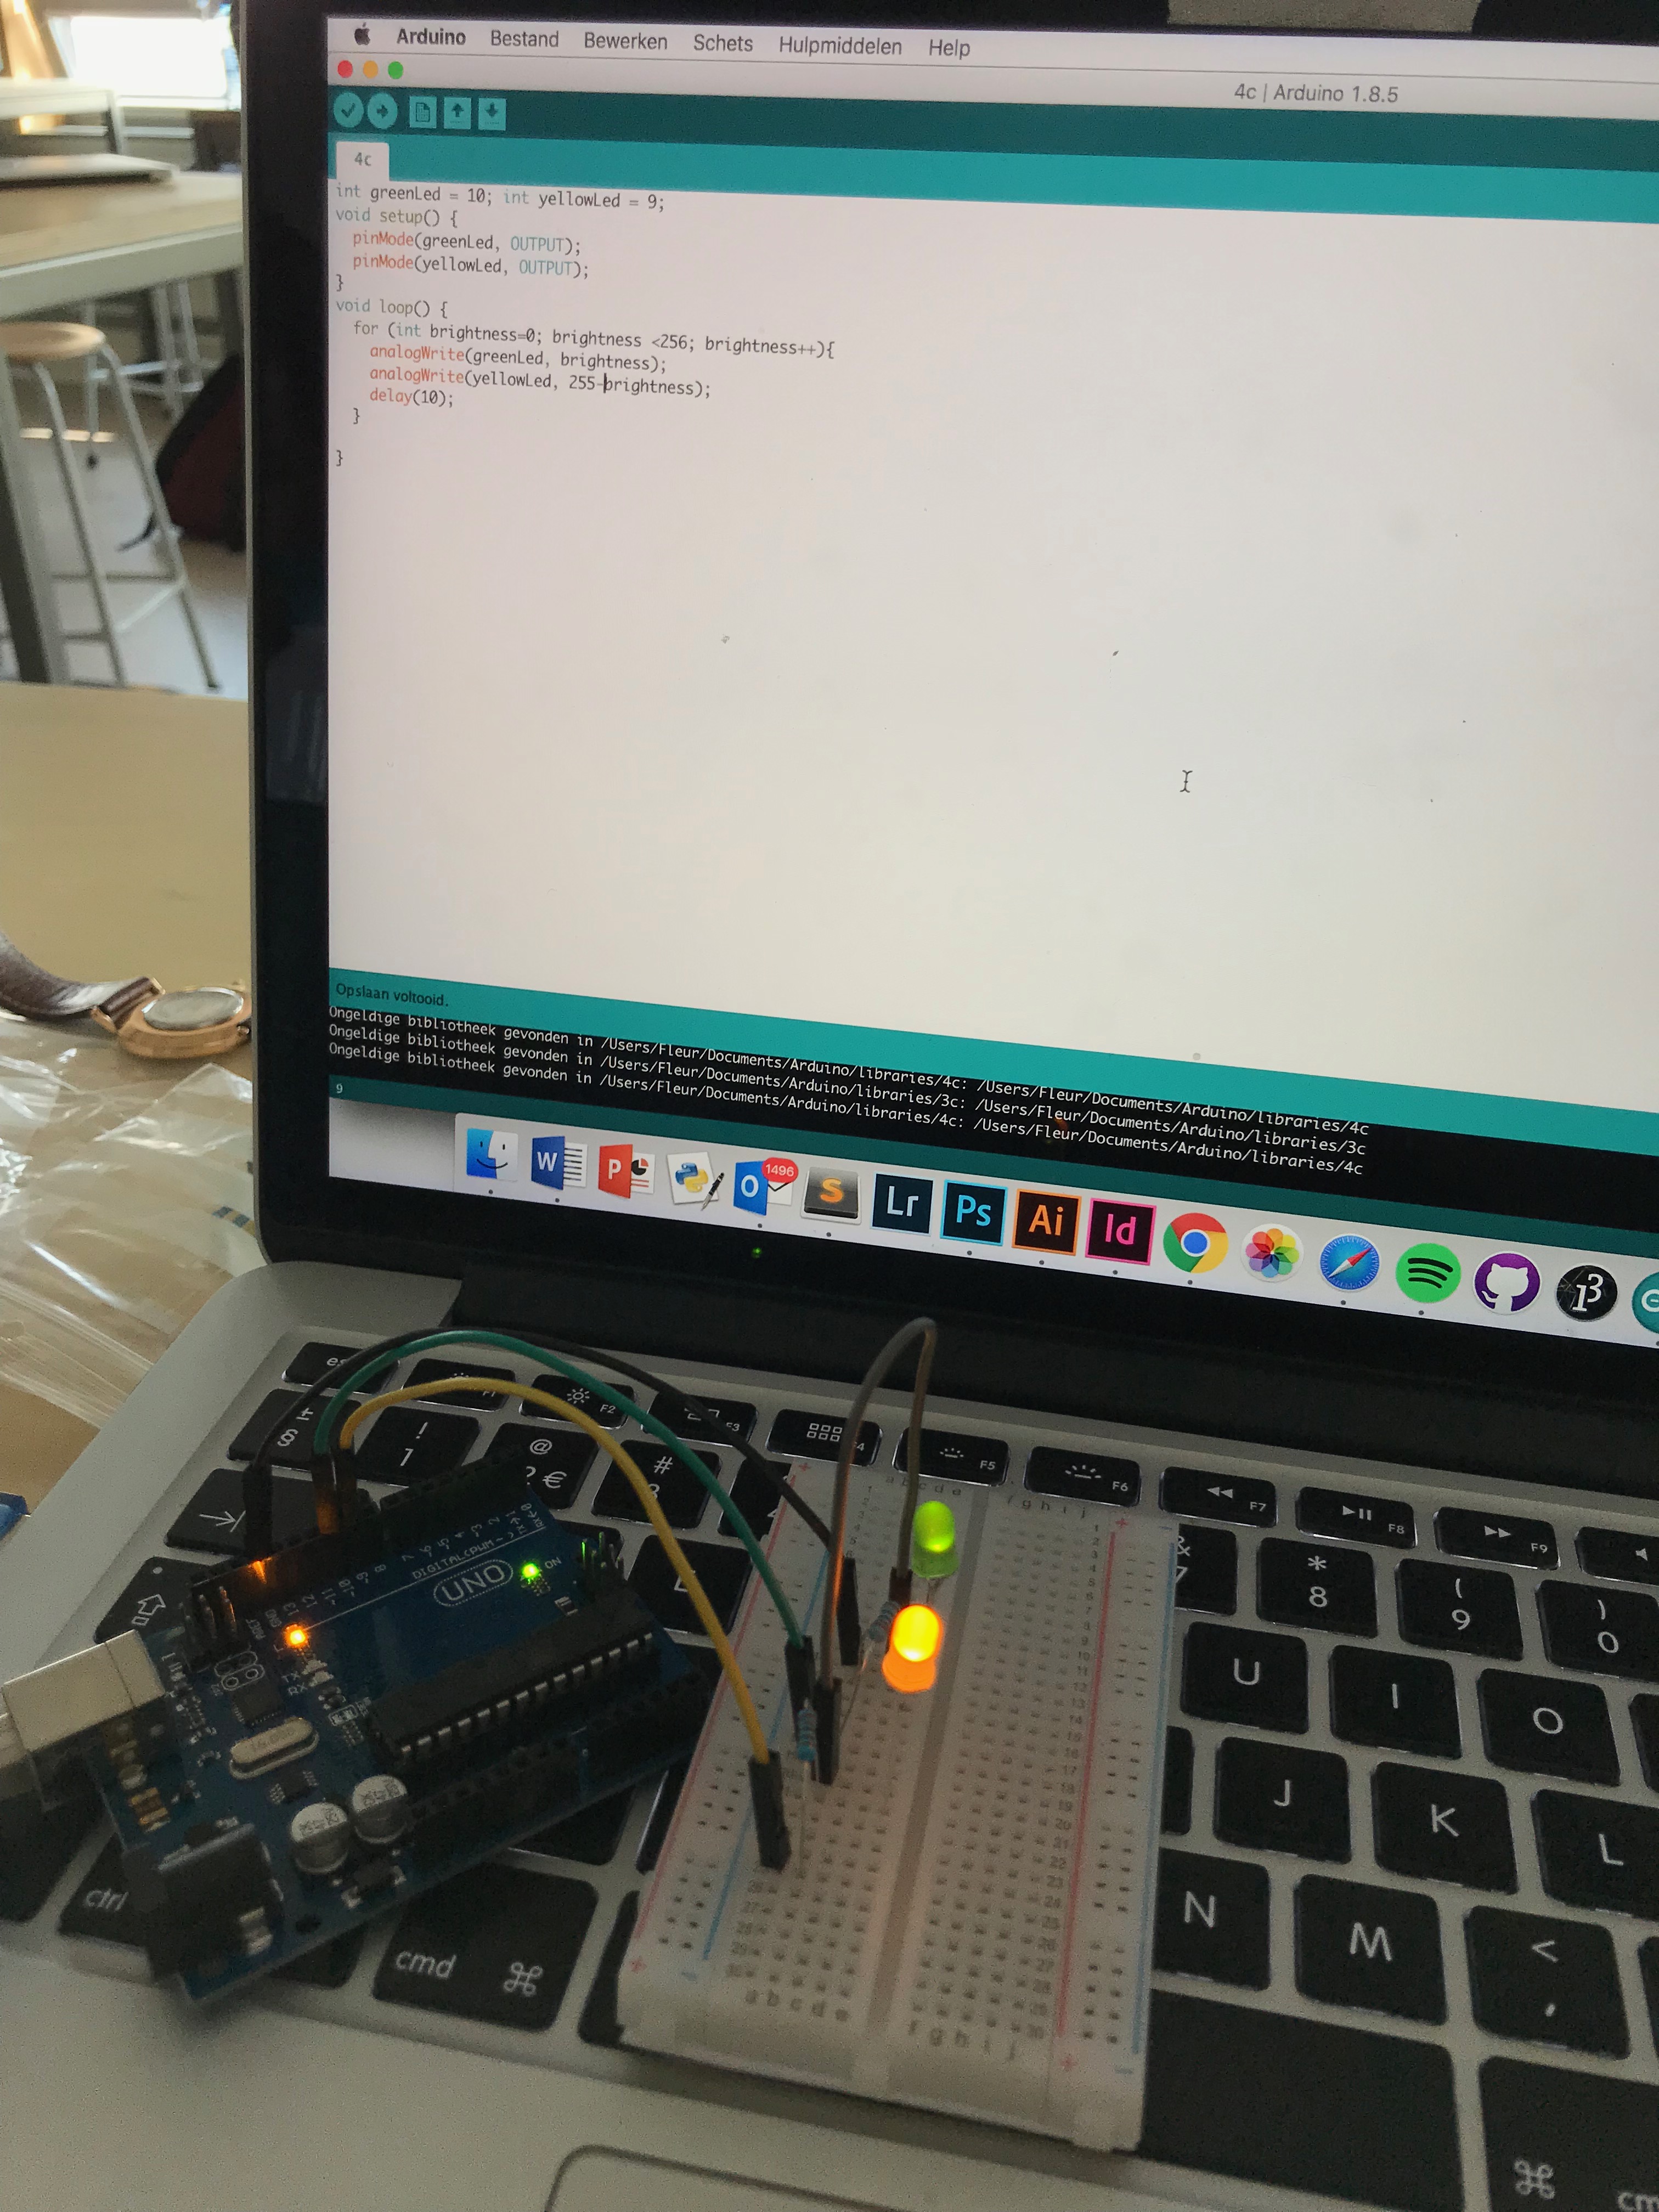 Arduino Bestand Bewerken Schets Hulpmiddelen Help
4c | Arduino 1.8.5
4c
int greenLed = 10; int yellowLed = 9;
void setup() {
pinMode(greenLed, OUTPUT);
pinMode(yellowLed, OUTPUT);
}
void loop() {
for (int brightness=0; brightness <256; brightness++){
analogWrite(greenLed, brightness);
analogWrite(yellowLed, 255-brightness);
delay(10);
}
}
Opslaan voltooid.
Ongeldige bibliotheek gevonden in /Users/Fleur/Documents/Arduino/libraries/4c: /Users/Fleur/Documents/Arduino/libraries/4c
Ongeldige bibliotheek gevonden in /Users/Fleur/Documents/Arduino/libraries/3c: /Users/Fleur/Documents/Arduino/libraries/3c
Ongeldige bibliotheek gevonden in /Users/Fleur/Documents/Arduino/libraries/4c: /Users/Fleur/Documents/Arduino/libraries/4c
9
W P O 1496 S Lr Ps Ai Id
F2 F3 F4 F5 F6 F7 F8 F9
§ ! 1 @ € #
* 8 ( 9 ) 0
U I O
J K L
N M < ,
ctrl cmd ⌘
⌘
DIGITAL (PWM~)
UNO
ON
a b c d e
f g h i j